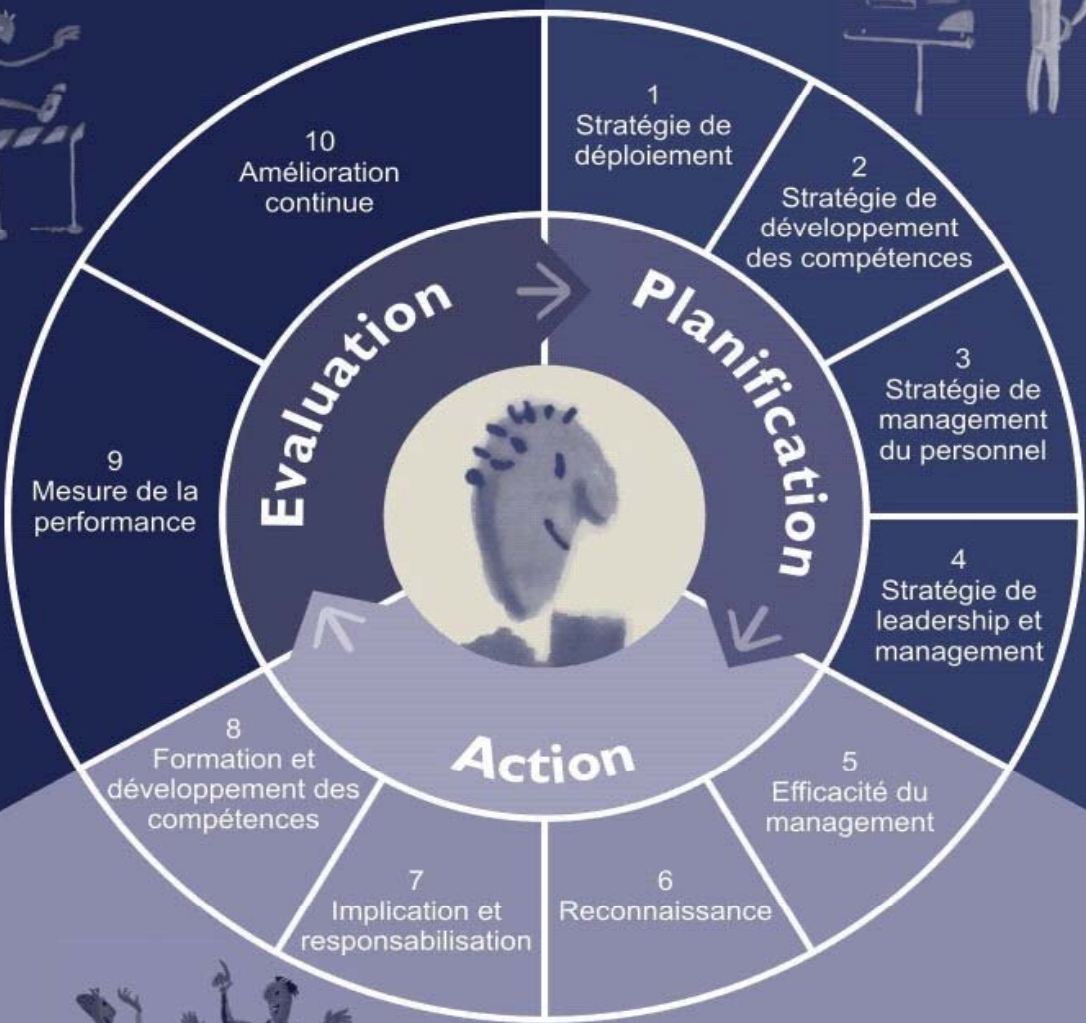 1
Stratégie de
déploiement
2
Stratégie de
développement
des compétences
3
Stratégie de
management
du personnel
4
Stratégie de
leadership et
management
5
Efficacité du
management
6
Reconnaissance
7
Implication et
responsabilisation
8
Formation et
développement des
compétences
9
Mesure de la
performance
10
Amélioration
continue
Planification
Action
Evaluation